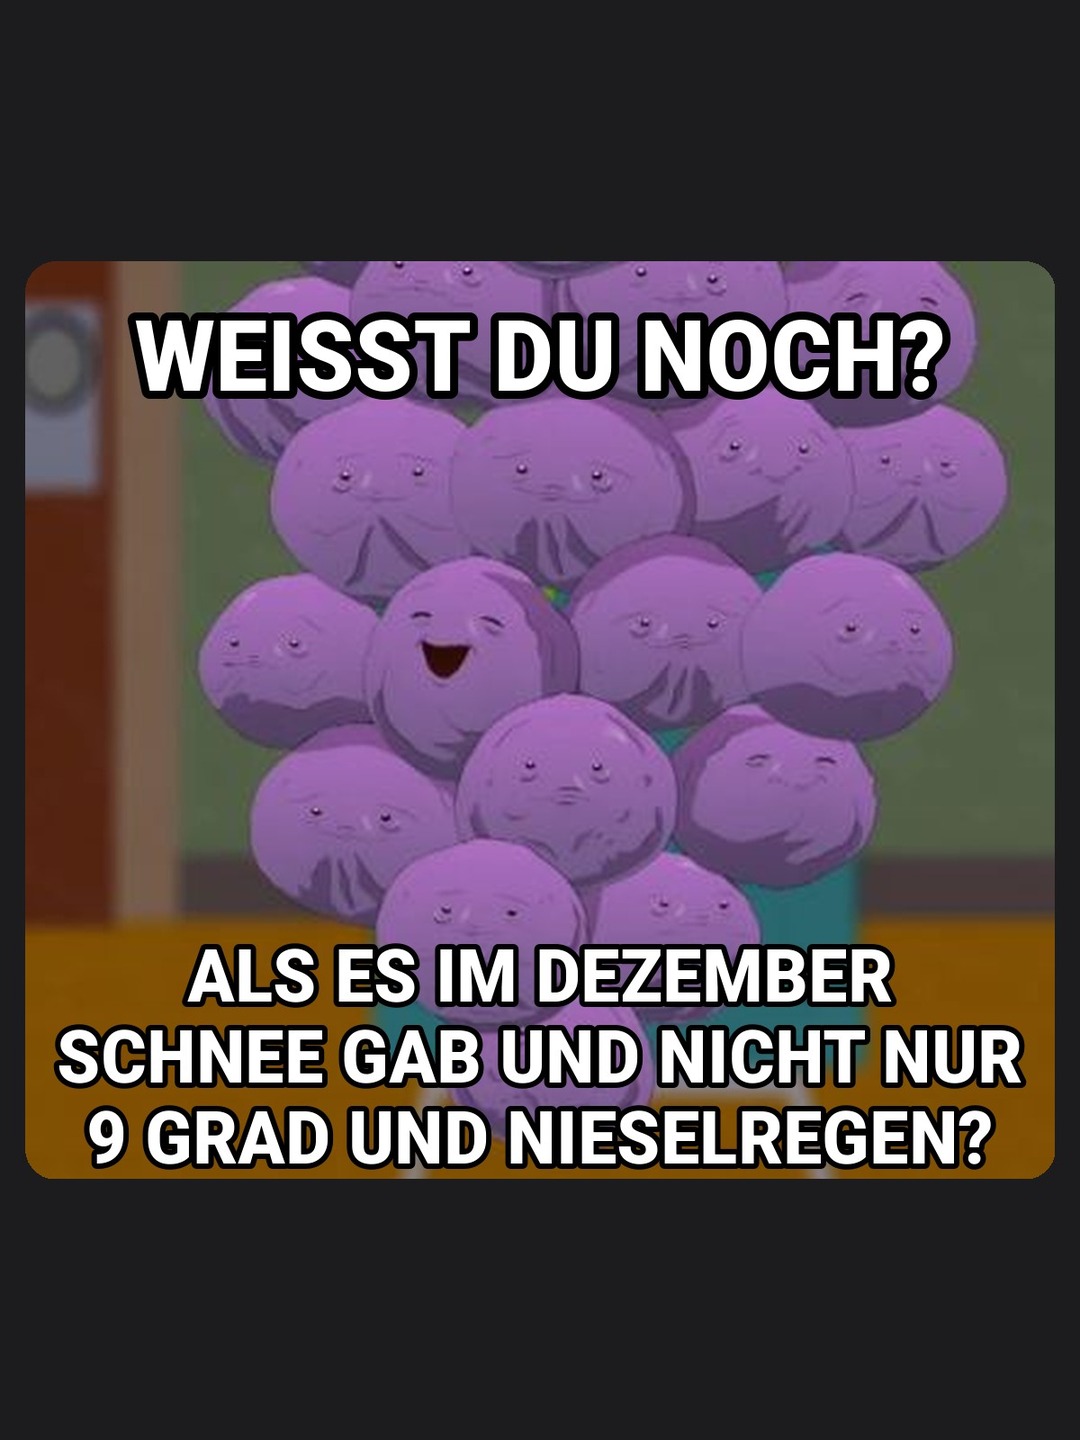 WEISST DU NOCH?
ALS ES IM DEZEMBER
SCHNEE GAB UND NICHT NUR
9 GRAD UND NIESELREGEN?